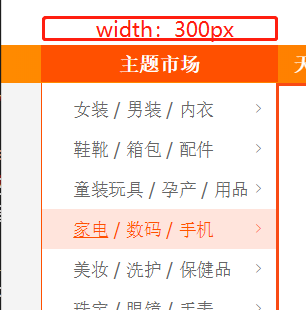 width：300px
主题市场
天
女装 / 男装 / 内衣
鞋靴 / 箱包 / 配件
童装玩具 / 孕产 / 用品
家电 / 数码 / 手机
美妆 / 洗护 / 保健品
珠宝 / 眼镜 / 手表